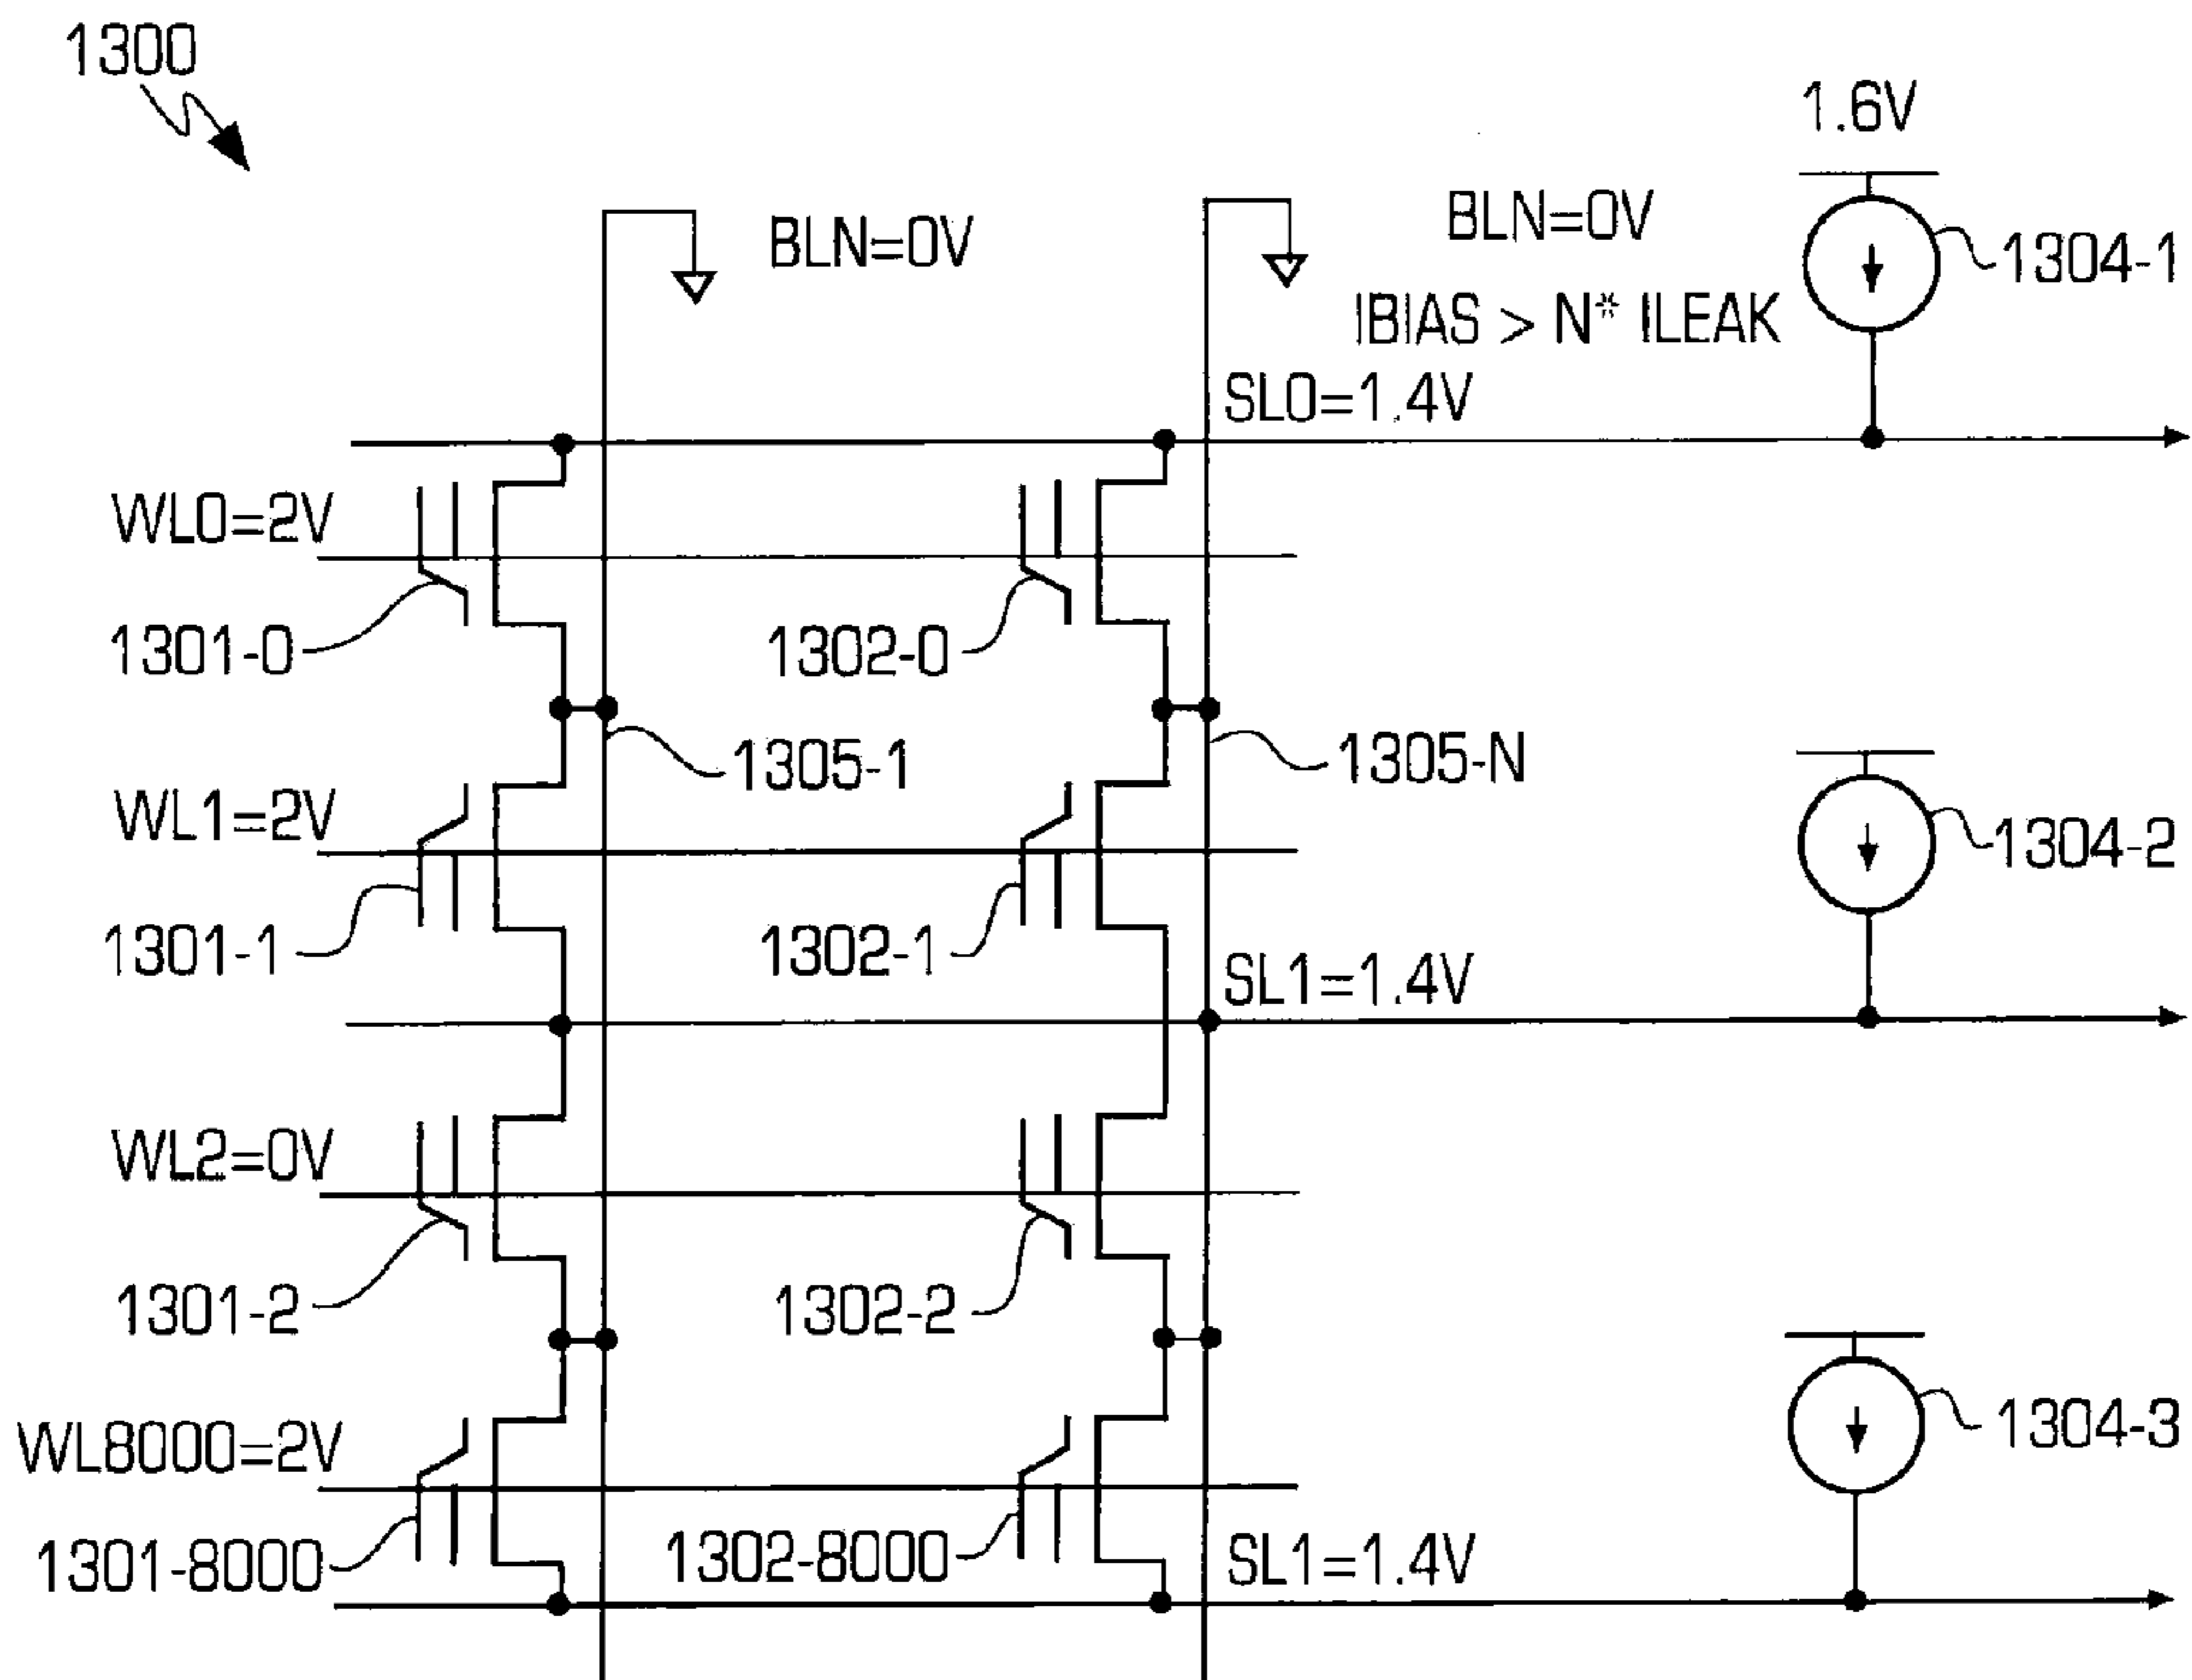 1300
1.6V
BLN=0V
BLN=0V
1304-1
IBIAS > N* ILEAK
SL0=1.4V
WL0=2V
1301-0
1302-0
1305-1
1305-N
WL1=2V
1304-2
1301-1
1302-1
SL1=1.4V
WL2=0V
1301-2
1302-2
WL8000=2V
1304-3
1301-8000
1302-8000
SL1=1.4V